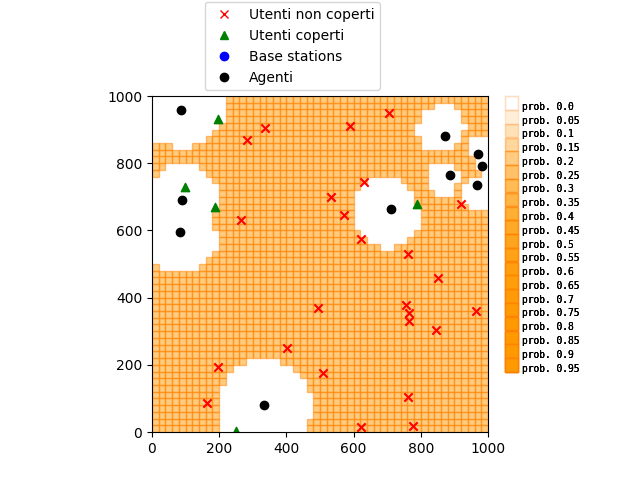 Utenti non coperti
Utenti coperti
Base stations
Agenti
1000
800
600
400
200
0
0
200
400
600
800
1000
prob. 0.0
prob. 0.05
prob. 0.1
prob. 0.15
prob. 0.2
prob. 0.25
prob. 0.3
prob. 0.35
prob. 0.4
prob. 0.45
prob. 0.5
prob. 0.55
prob. 0.6
prob. 0.65
prob. 0.7
prob. 0.75
prob. 0.8
prob. 0.85
prob. 0.9
prob. 0.95